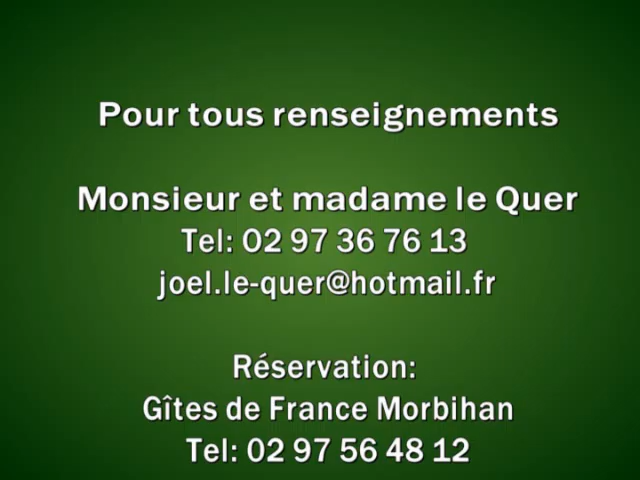 Pour tous renseignements
Monsieur et madame le Quer
Tel: 02 97 36 76 13
joel.le-quer@hotmail.fr
Réservation:
Gîtes de France Morbihan
Tel: 02 97 56 48 12